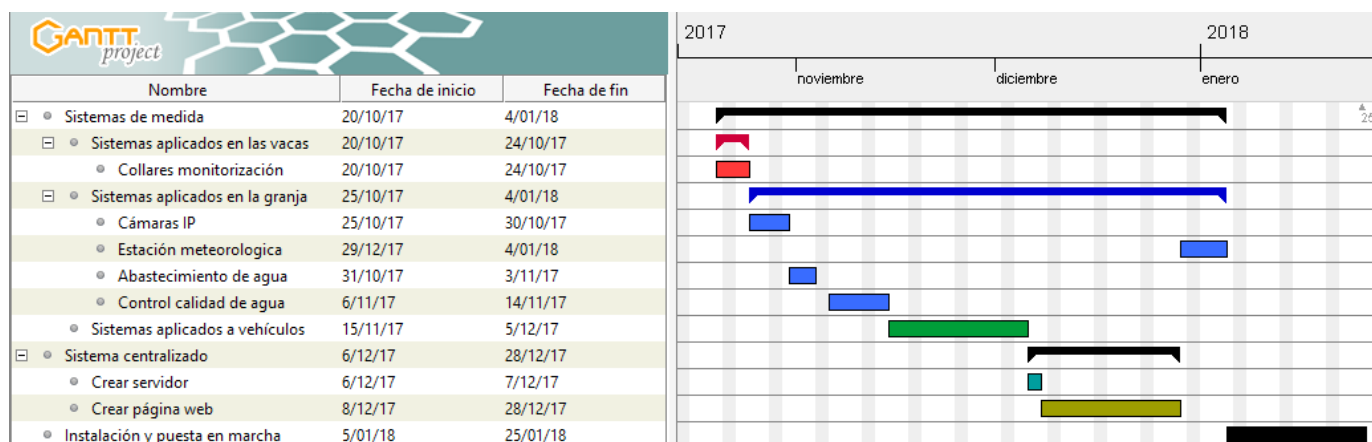 GANTT
project
2017 2018
noviembre diciembre enero
Nombre Fecha de inicio Fecha de fin
Sistemas de medida 20/10/17 4/01/18
25
Sistemas aplicados en las vacas 20/10/17 24/10/17
Collares monitorización 20/10/17 24/10/17
Sistemas aplicados en la granja 25/10/17 4/01/18
Cámaras IP 25/10/17 30/10/17
Estación meteorologica 29/12/17 4/01/18
Abastecimiento de agua 31/10/17 3/11/17
Control calidad de agua 6/11/17 14/11/17
Sistemas aplicados a vehículos 15/11/17 5/12/17
Sistema centralizado 6/12/17 28/12/17
Crear servidor 6/12/17 7/12/17
Crear página web 8/12/17 28/12/17
Instalación y puesta en marcha 5/01/18 25/01/18